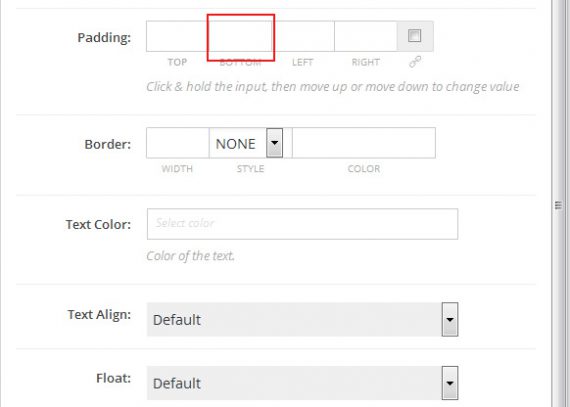 Padding:
TOP BOTTOM LEFT RIGHT
Click & hold the input, then move up or move down to change value
Border:
NONE
WIDTH STYLE COLOR
Text Color:
Select color
Color of the text.
Text Align:
Default
Float:
Default